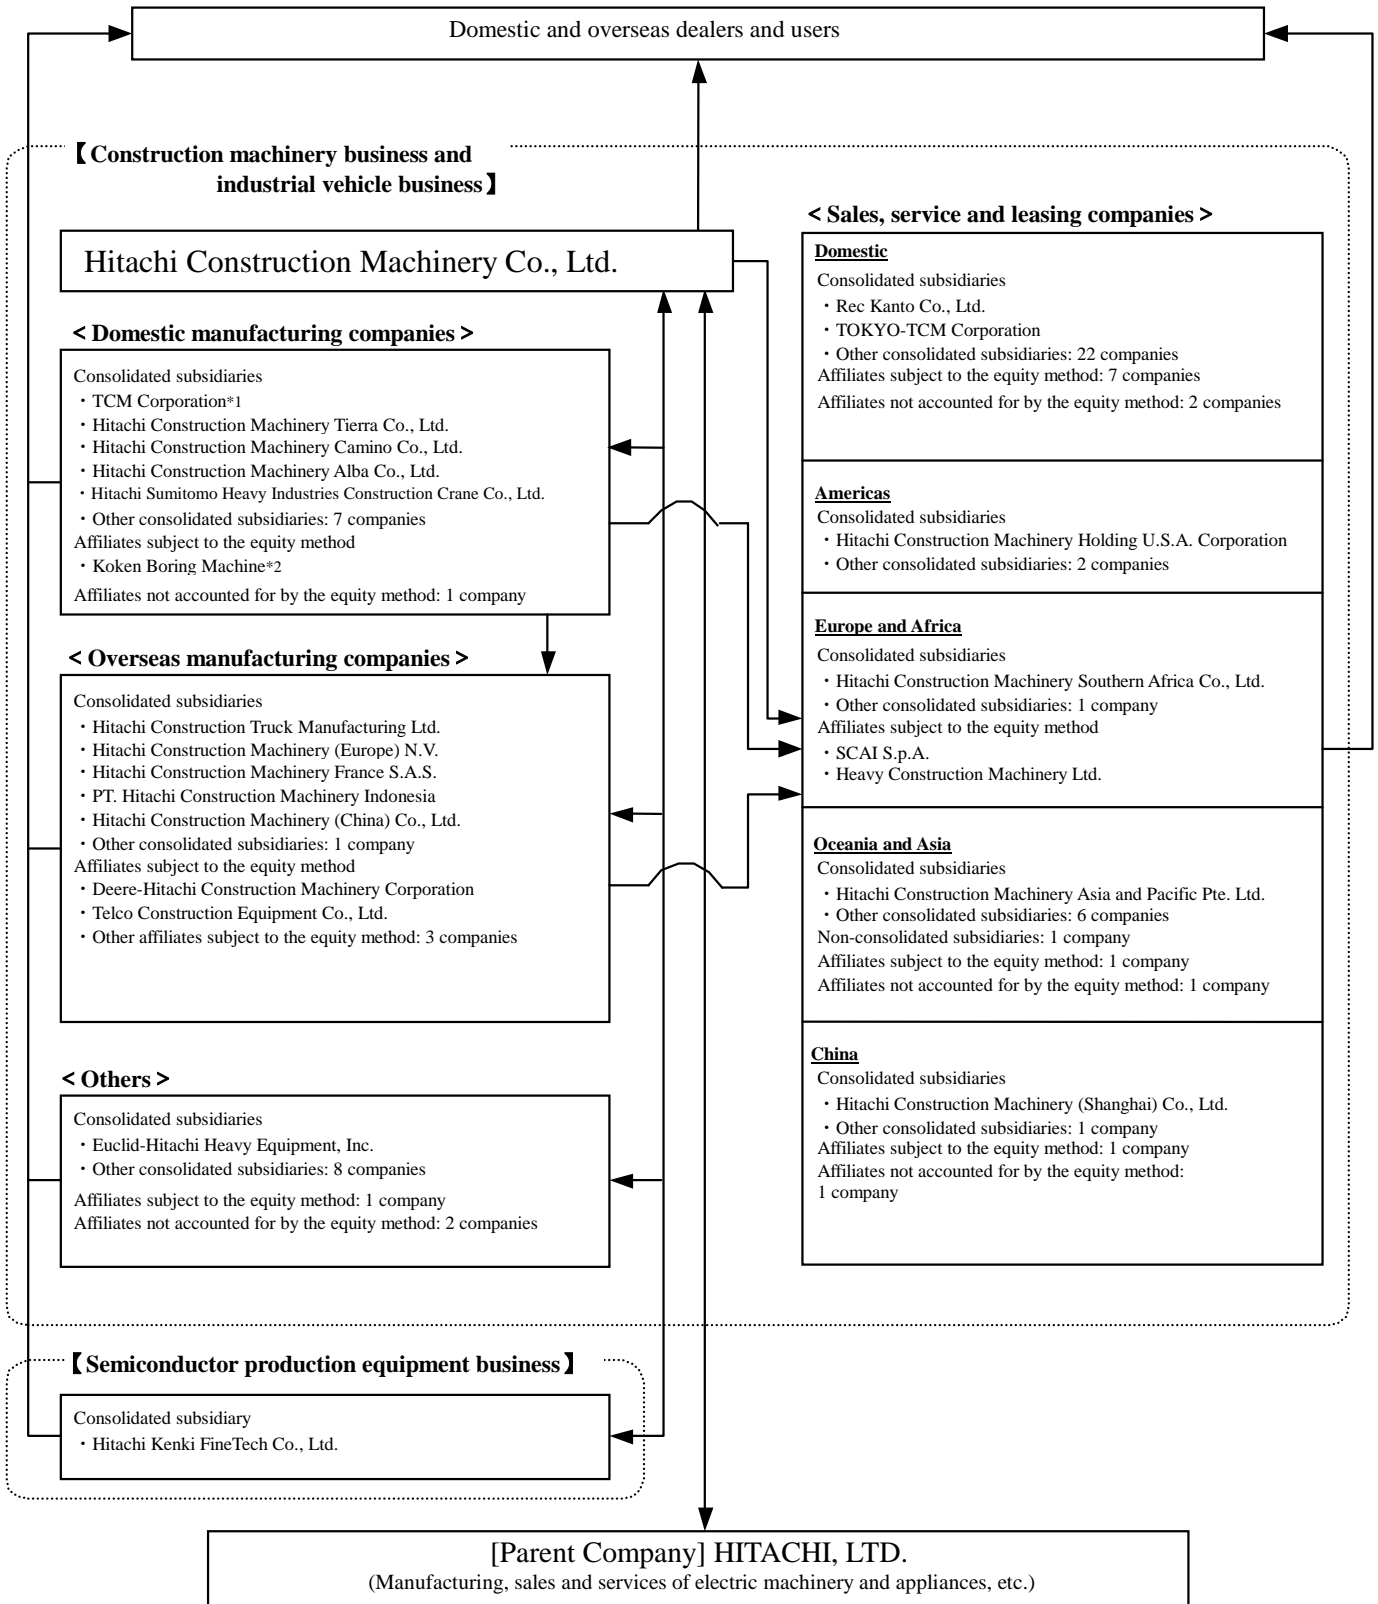 Domestic and overseas dealers and users
【Construction machinery business and
industrial vehicle business】
Hitachi Construction Machinery Co., Ltd.
< Domestic manufacturing companies >
Consolidated subsidiaries
・TCM Corporation*1
・Hitachi Construction Machinery Tierra Co., Ltd.
・Hitachi Construction Machinery Camino Co., Ltd.
・Hitachi Construction Machinery Alba Co., Ltd.
・Hitachi Sumitomo Heavy Industries Construction Crane Co., Ltd.
・Other consolidated subsidiaries: 7 companies
Affiliates subject to the equity method
・Koken Boring Machine*2
Affiliates not accounted for by the equity method: 1 company
< Overseas manufacturing companies >
Consolidated subsidiaries
・Hitachi Construction Truck Manufacturing Ltd.
・Hitachi Construction Machinery (Europe) N.V.
・Hitachi Construction Machinery France S.A.S.
・PT. Hitachi Construction Machinery Indonesia
・Hitachi Construction Machinery (China) Co., Ltd.
・Other consolidated subsidiaries: 1 company
Affiliates subject to the equity method
・Deere-Hitachi Construction Machinery Corporation
・Telco Construction Equipment Co., Ltd.
・Other affiliates subject to the equity method: 3 companies
< Others >
Consolidated subsidiaries
・Euclid-Hitachi Heavy Equipment, Inc.
・Other consolidated subsidiaries: 8 companies
Affiliates subject to the equity method: 1 company
Affiliates not accounted for by the equity method: 2 companies
< Sales, service and leasing companies >
Domestic
Consolidated subsidiaries
・Rec Kanto Co., Ltd.
・TOKYO-TCM Corporation
・Other consolidated subsidiaries: 22 companies
Affiliates subject to the equity method: 7 companies
Affiliates not accounted for by the equity method: 2 companies
Americas
Consolidated subsidiaries
・Hitachi Construction Machinery Holding U.S.A. Corporation
・Other consolidated subsidiaries: 2 companies
Europe and Africa
Consolidated subsidiaries
・Hitachi Construction Machinery Southern Africa Co., Ltd.
・Other consolidated subsidiaries: 1 company
Affiliates subject to the equity method
・SCAI S.p.A.
・Heavy Construction Machinery Ltd.
Oceania and Asia
Consolidated subsidiaries
・Hitachi Construction Machinery Asia and Pacific Pte. Ltd.
・Other consolidated subsidiaries: 6 companies
Non-consolidated subsidiaries: 1 company
Affiliates subject to the equity method: 1 company
Affiliates not accounted for by the equity method: 1 company
China
Consolidated subsidiaries
・Hitachi Construction Machinery (Shanghai) Co., Ltd.
・Other consolidated subsidiaries: 1 company
Affiliates subject to the equity method: 1 company
Affiliates not accounted for by the equity method:
1 company
【Semiconductor production equipment business】
Consolidated subsidiary
・Hitachi Kenki FineTech Co., Ltd.
[Parent Company] HITACHI, LTD.
(Manufacturing, sales and services of electric machinery and appliances, etc.)